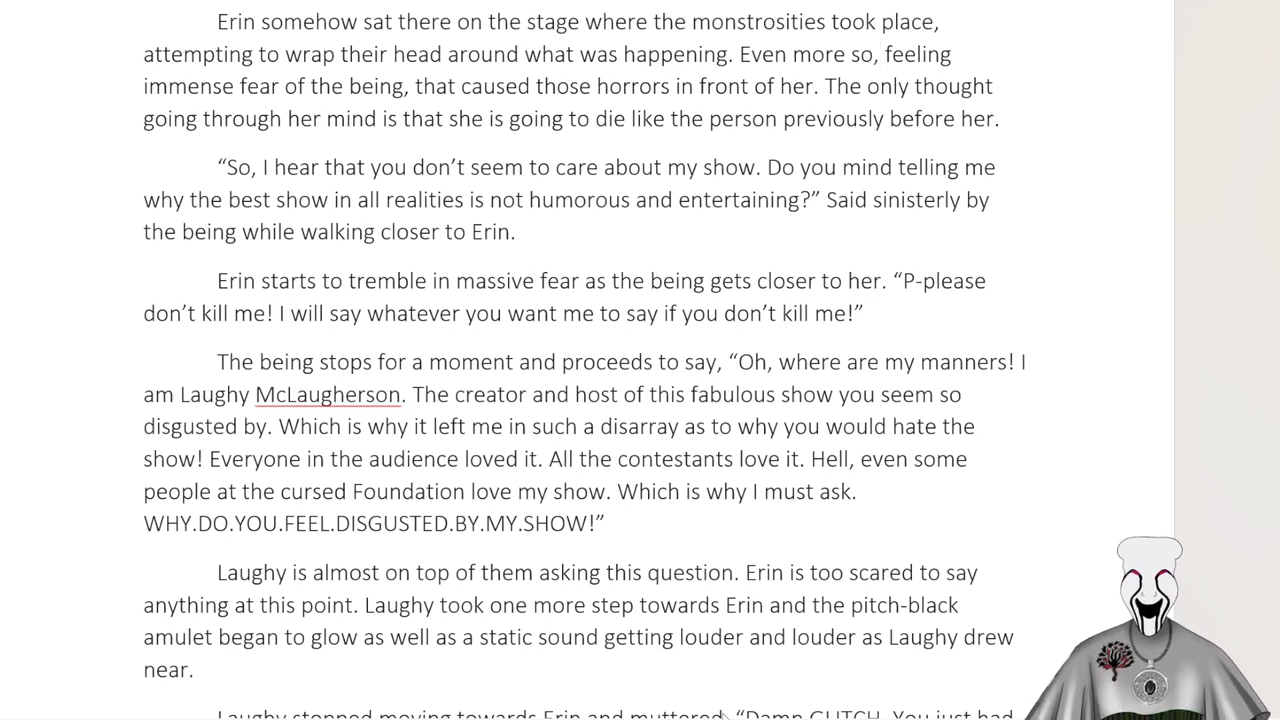 Erin somehow sat there on the stage where the monstrosities took place,
attempting to wrap their head around what was happening. Even more so, feeling
immense fear of the being, that caused those horrors in front of her. The only thought
going through her mind is that she is going to die like the person previously before her.
“So, I hear that you don’t seem to care about my show. Do you mind telling me
why the best show in all realities is not humorous and entertaining?” Said sinisterly by
the being while walking closer to Erin.
Erin starts to tremble in massive fear as the being gets closer to her. “P-please
don’t kill me! I will say whatever you want me to say if you don’t kill me!”
The being stops for a moment and proceeds to say, “Oh, where are my manners! I
am Laughy McLaugherson. The creator and host of this fabulous show you seem so
disgusted by. Which is why it left me in such a disarray as to why you would hate the
show! Everyone in the audience loved it. All the contestants love it. Hell, even some
people at the cursed Foundation love my show. Which is why I must ask.
WHY.DO.YOU.FEEL.DISGUSTED.BY.MY.SHOW!”
Laughy is almost on top of them asking this question. Erin is too scared to say
anything at this point. Laughy took one more step towards Erin and the pitch-black
amulet began to glow as well as a static sound getting louder and louder as Laughy drew
near.
Laughy stopped moving towards Erin and muttered, “Damn GLITCH. You just had